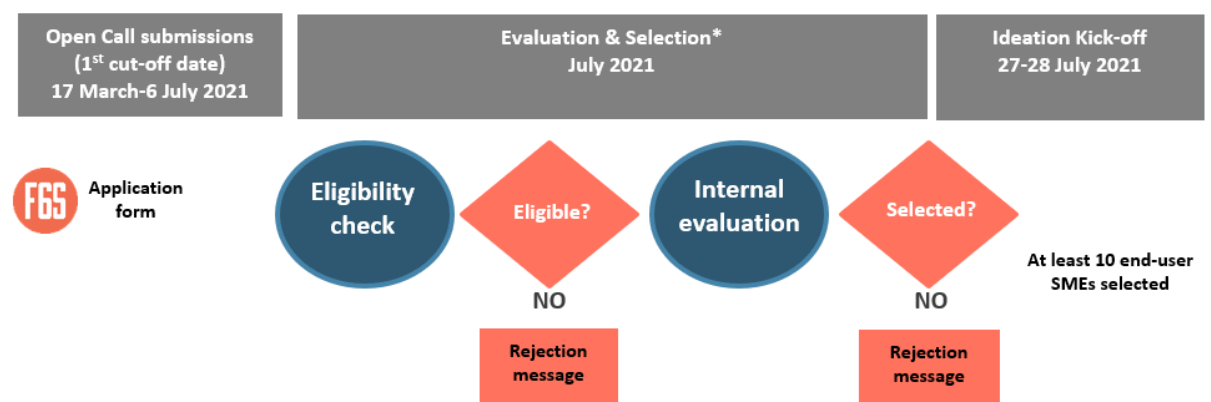 Open Call submissions
(1st cut-off date)
17 March-6 July 2021
Evaluation & Selection*
July 2021
Ideation Kick-off
27-28 July 2021
F6S
Application
form
Eligibility
check
Eligible?
Internal
evaluation
Selected?
At least 10 end-user
SMEs selected
NO
NO
Rejection
message
Rejection
message